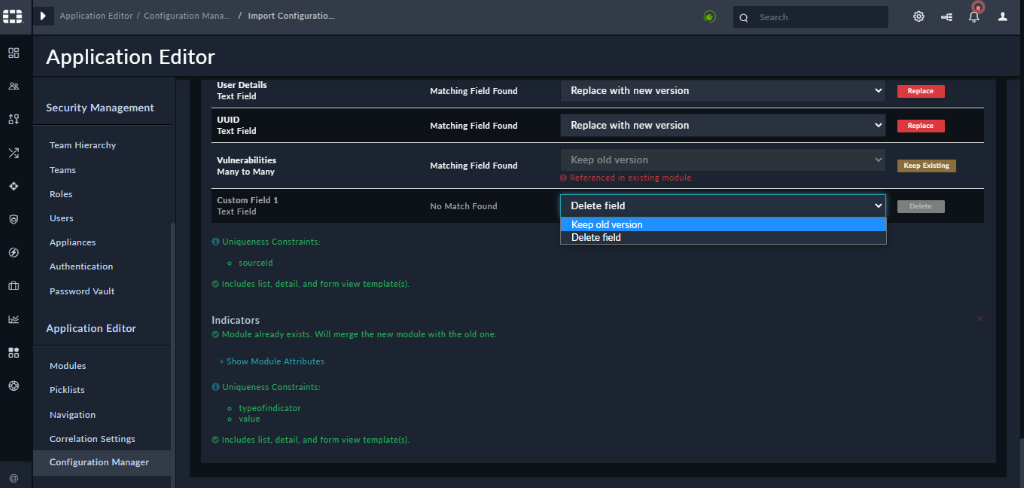 Application Editor / Configuration Mana... / Import Configuratio...
Search
Application Editor
Security Management
Team Hierarchy
Teams
Roles
Users
Appliances
Authentication
Password Vault
Application Editor
Modules
Picklists
Navigation
Correlation Settings
Configuration Manager
@
User Details
Text Field
Matching Field Found
Replace with new version
Replace
UUID
Text Field
Matching Field Found
Replace with new version
Replace
Vulnerabilities
Many to Many
Matching Field Found
Keep old version
Keep Existing
Referenced in existing module.
Custom Field 1
Text Field
No Match Found
Delete field
Delete
Keep old version
Delete field
Uniqueness Constraints:
sourceId
Includes list, detail, and form view template(s).
Indicators
Module already exists. Will merge the new module with the old one.
Show Module Attributes
Uniqueness Constraints:
typeofindicator
value
Includes list, detail, and form view template(s).